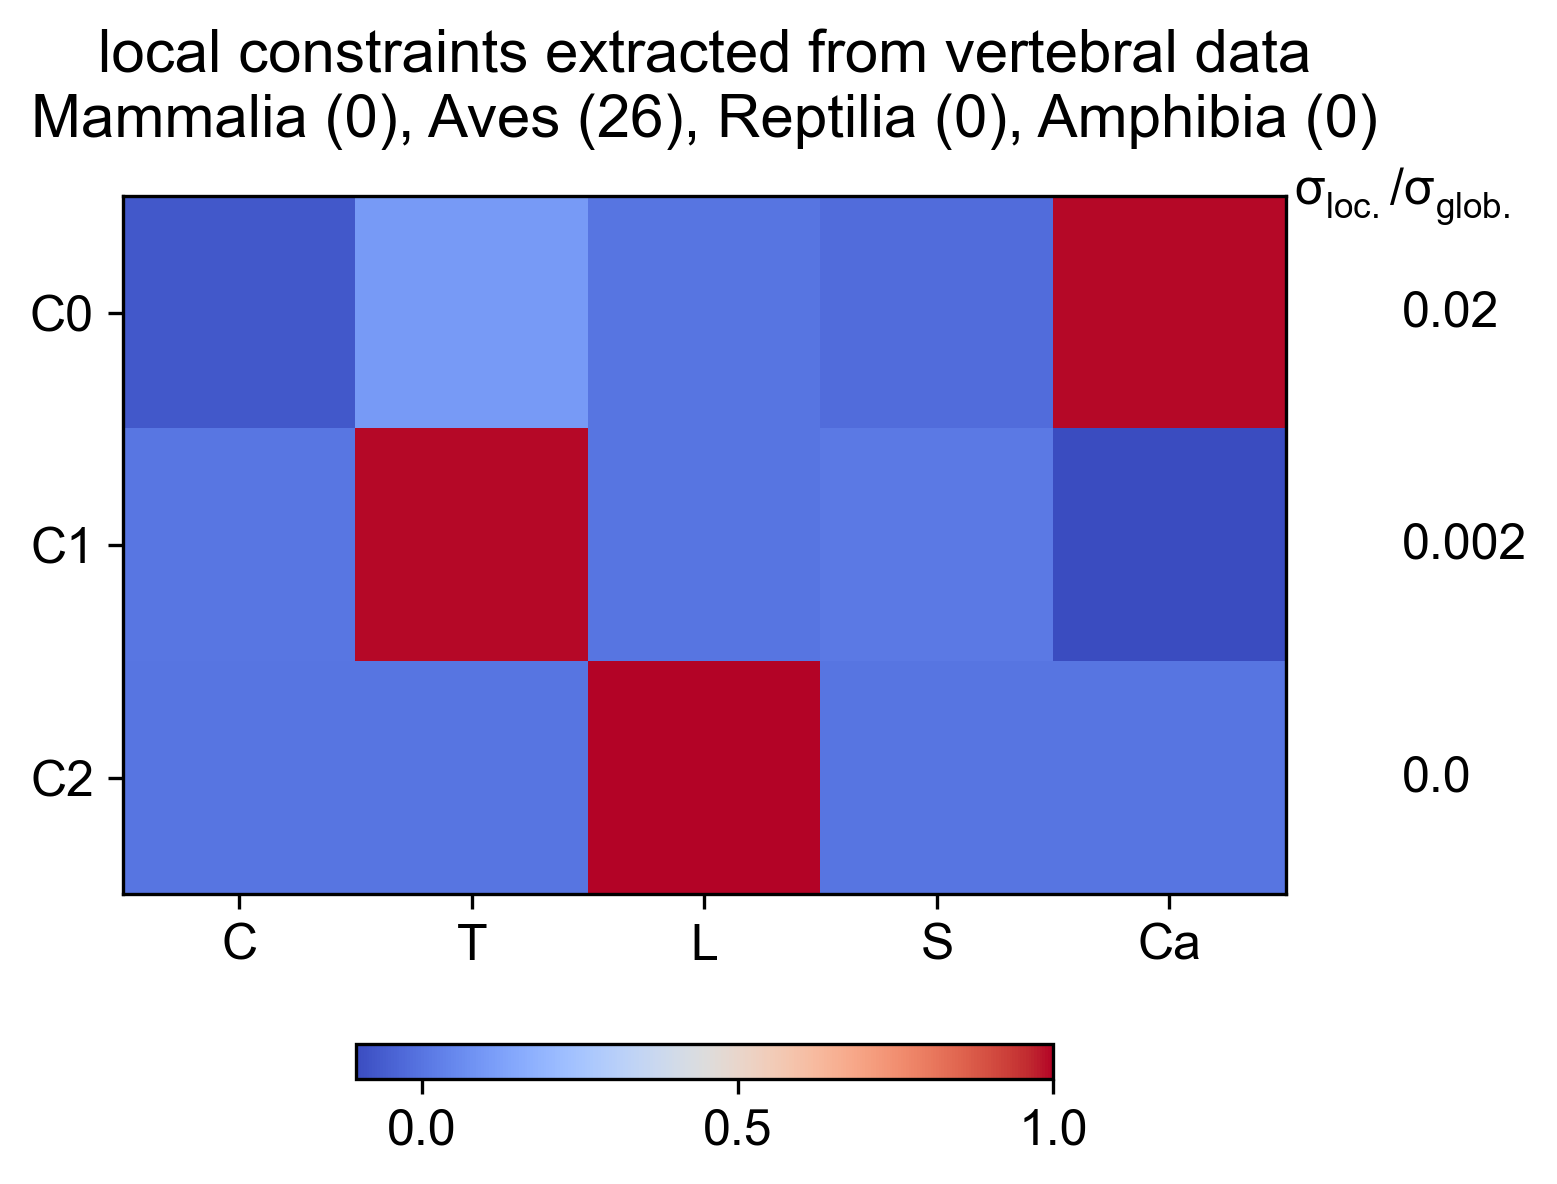 local constraints extracted from vertebral data
Mammalia (0), Aves (26), Reptilia (0), Amphibia (0)
σloc. /σglob.
C0 0.02
C1 0.002
C2 0.0
C T L S Ca
0.0 0.5 1.0